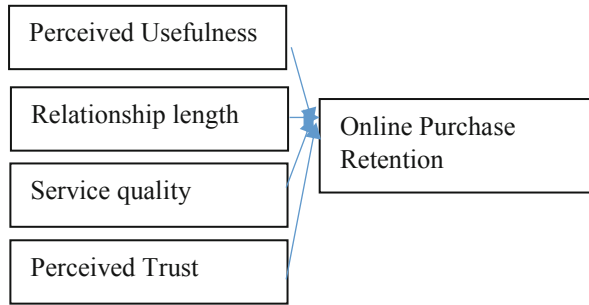 Perceived Usefulness
Relationship length
Online Purchase
Retention
Service quality
Perceived Trust